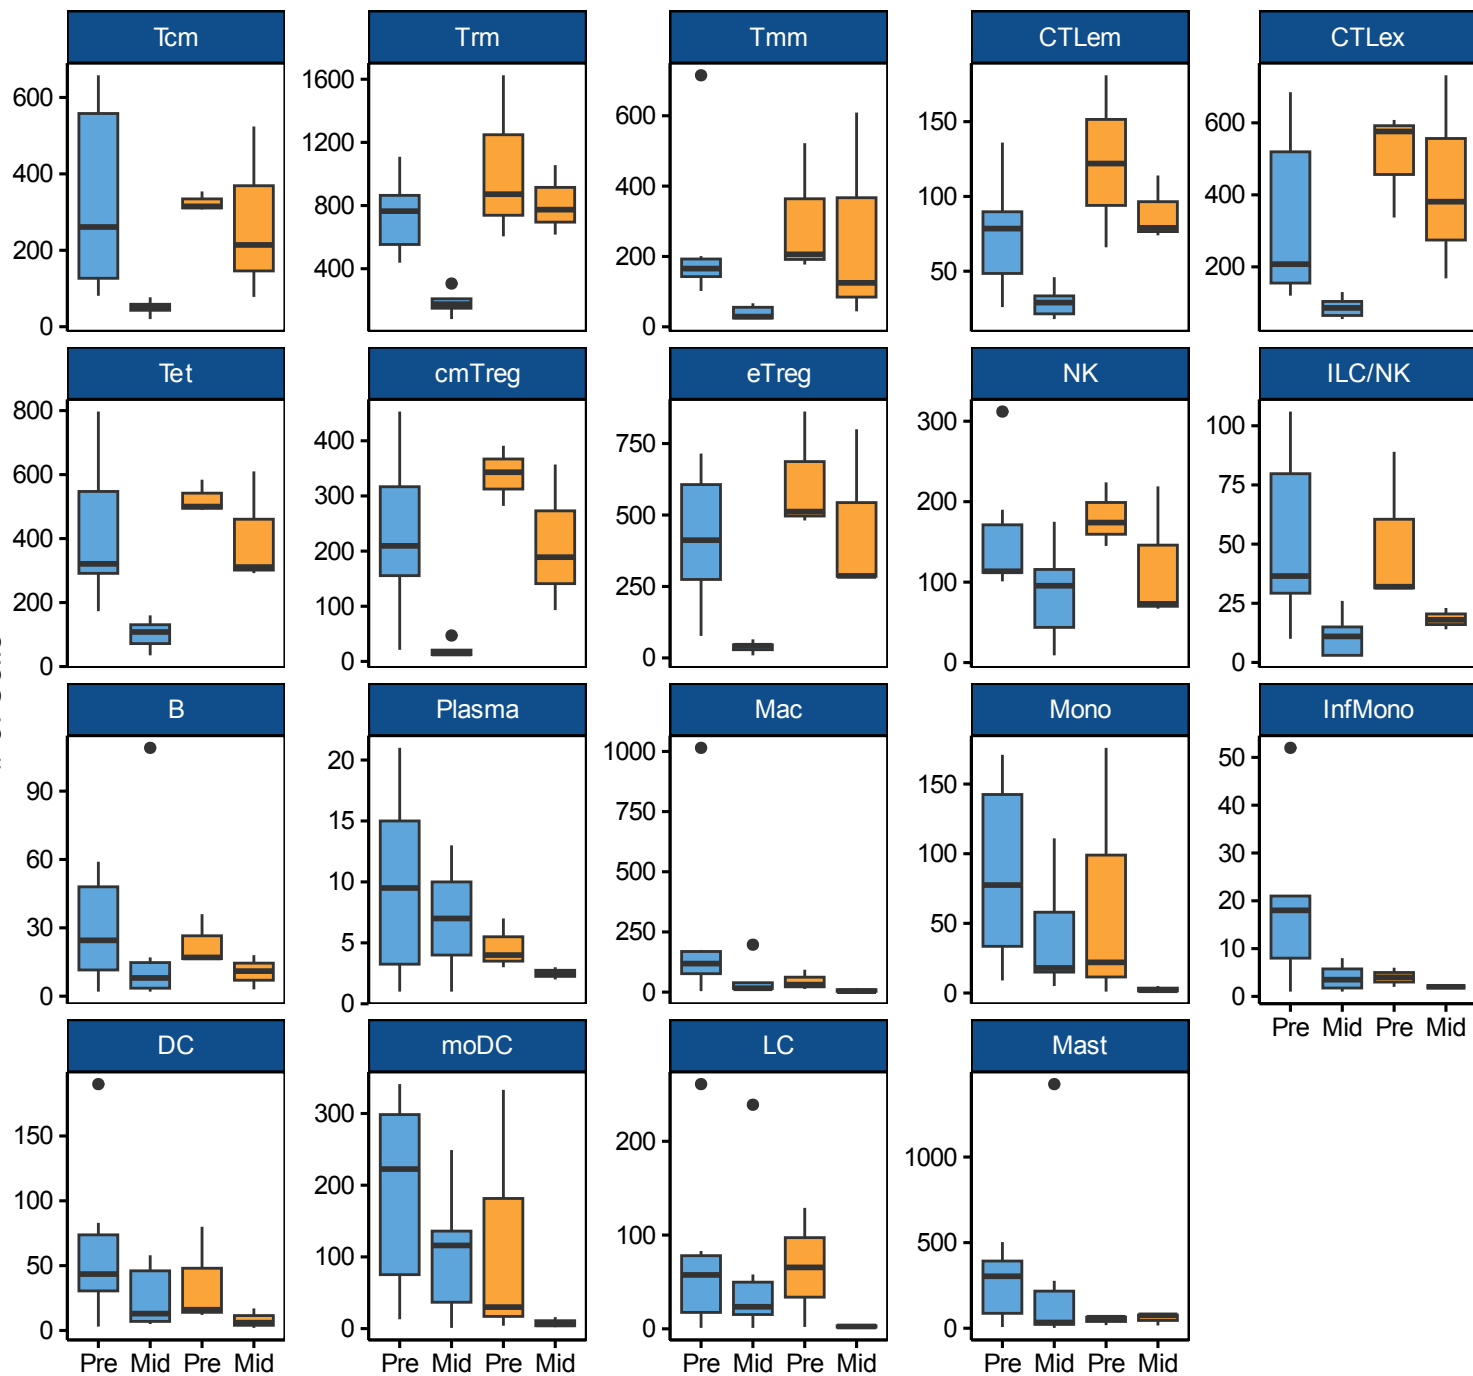 Tcm Trm Tmm CTLem CTLex
600 1600 600 150 600
400 1200 400 100 400
200 800 200 50 200
0 400 0
Tet cmTreg eTreg NK ILC/NK
800 400 750 300 100
600 300 500 200 75
400 200 250 100 50
200 100 0 0 25
0 0 0
B Plasma Mac Mono InfMono
90 20 1000 150 50
60 15 750 100 40
30 10 500 50 30
0 5 250 0 20
0 0 10
0
Pre Mid Pre Mid
DC moDC LC Mast
150 300 200 1000
100 200 100 500
50 100 0 0
0 0
Pre Mid Pre Mid Pre Mid Pre Mid Pre Mid Pre Mid Pre Mid Pre Mid